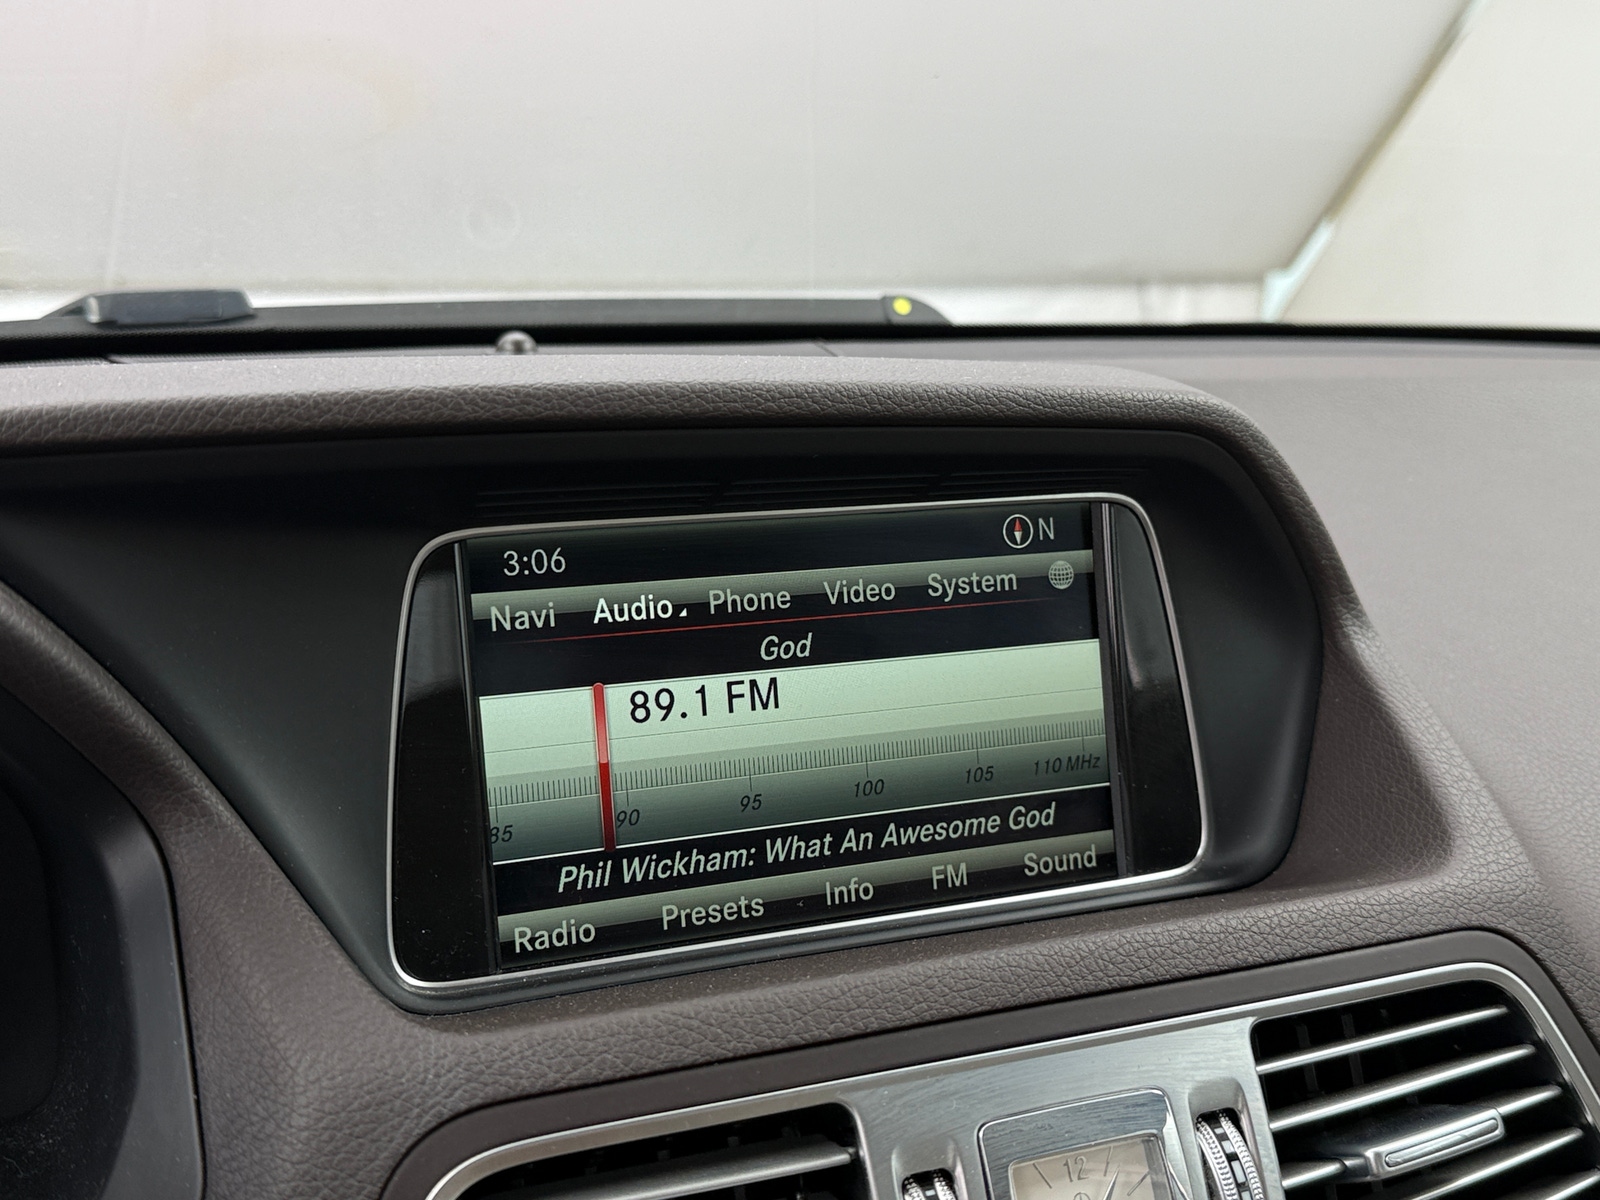 3:06 N
Navi Audio Phone Video System
God
89.1 FM
85 90 95 100 105 110 MHz
Phil Wickham: What An Awesome God
Radio Presets Info FM Sound
12